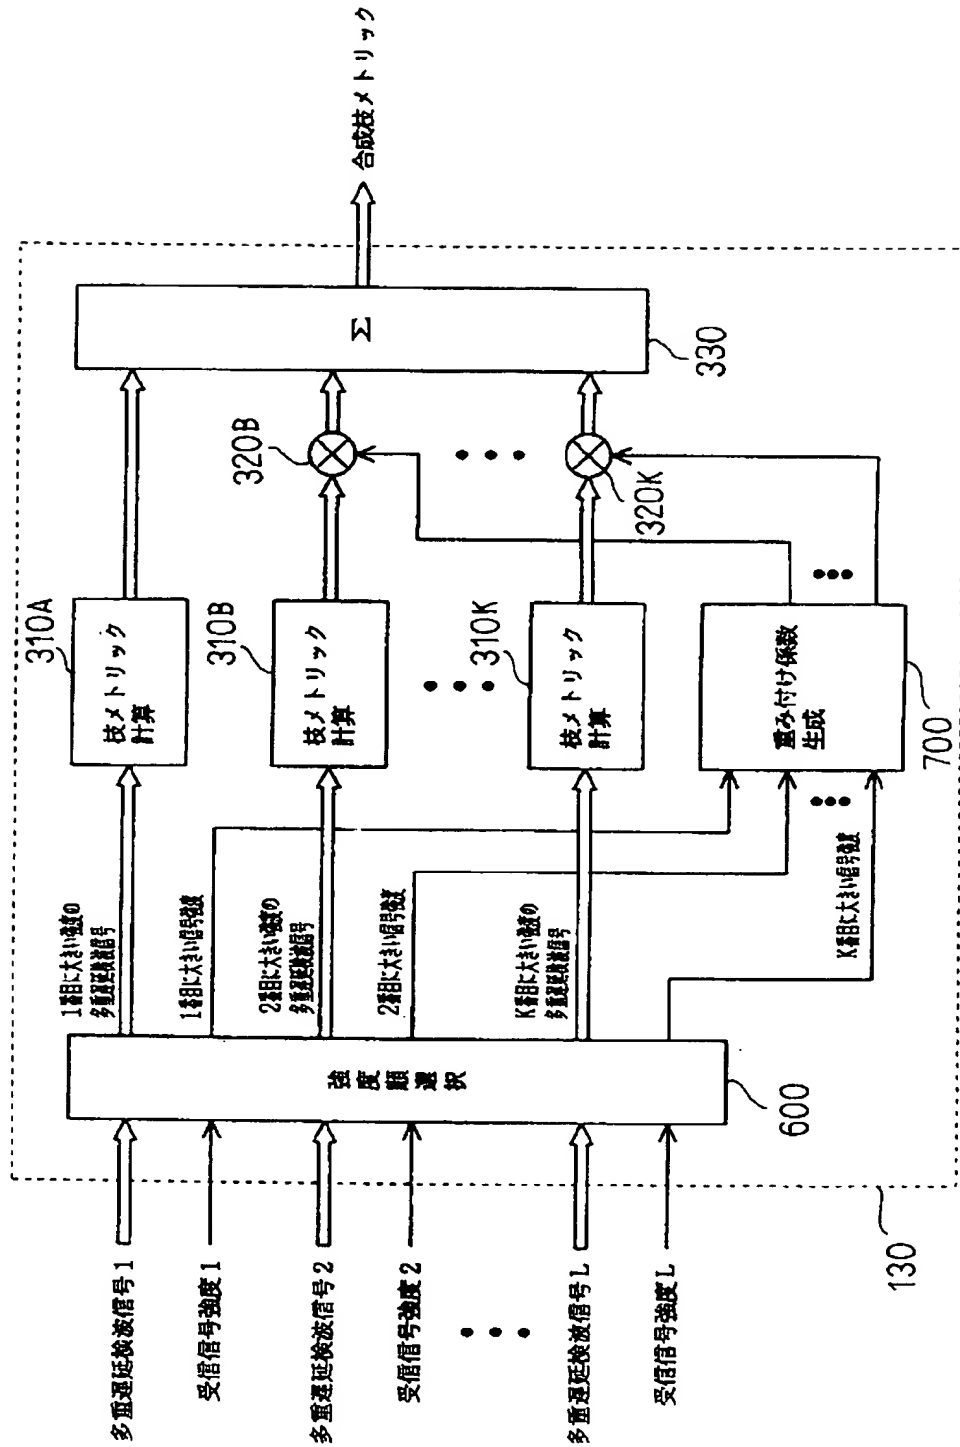 多重遅延検波信号1
受信信号強度1
多重遅延検波信号2
受信信号強度2
多重遅延検波信号L
受信信号強度L
130
強度順選択
600
1番目に大きい強度の
多重遅延検波信号
1番目に大きい信号強度
2番目に大きい強度の
多重遅延検波信号
2番目に大きい信号強度
K番目に大きい強度の
多重遅延検波信号
K番目に大きい信号強度
310A
枝メトリック
計算
310B
枝メトリック
計算
310K
枝メトリック
計算
重み付け係数
生成
700
320B
320K
Σ
330
合成枝メトリック